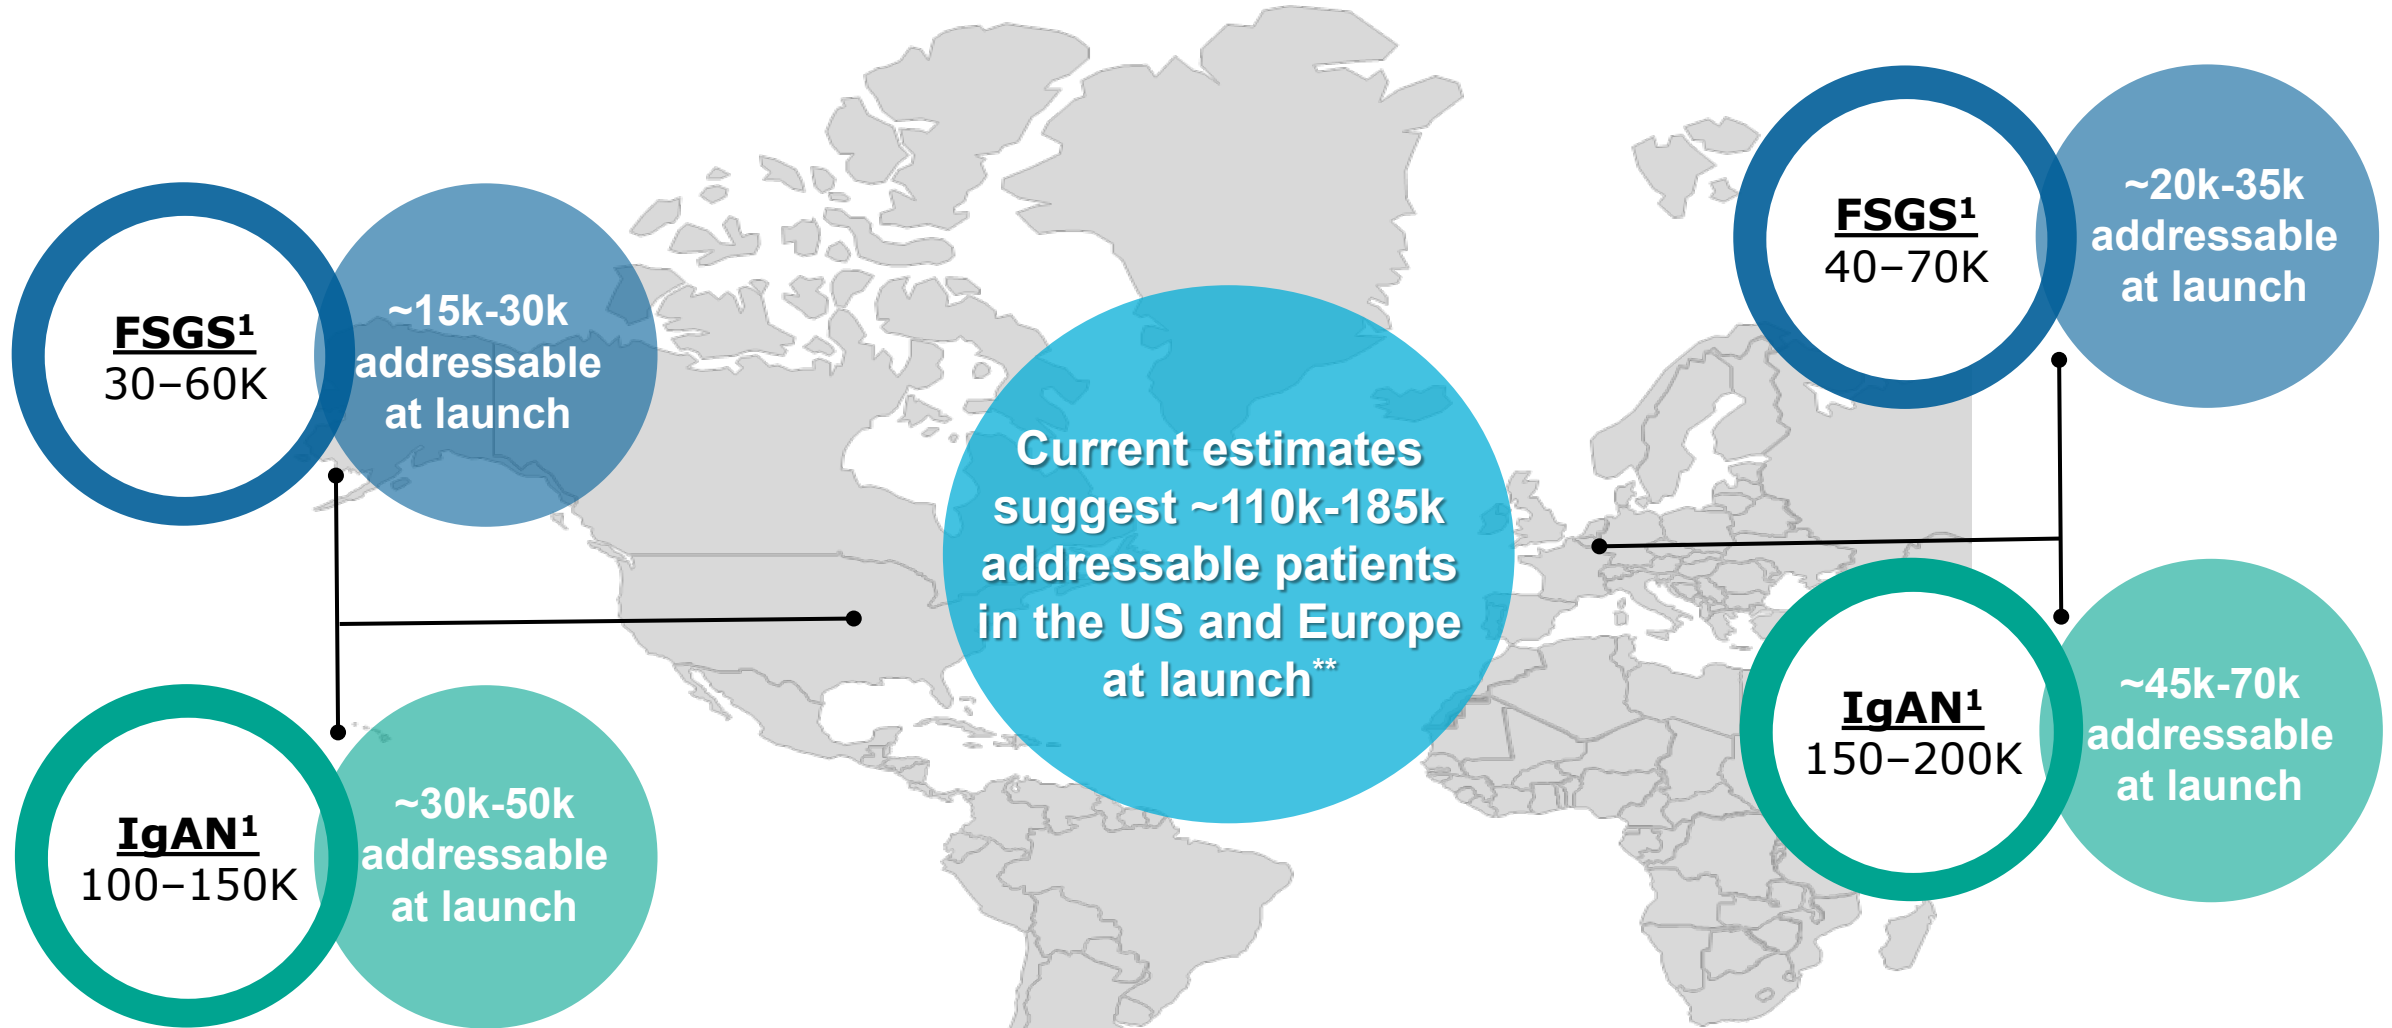 FSGS¹
30–60K
~15k-30k
addressable
at launch
IgAN¹
100–150K
~30k-50k
addressable
at launch
Current estimates
suggest ~110k-185k
addressable patients
in the US and Europe
at launch**
FSGS¹
40–70K
~20k-35k
addressable
at launch
IgAN¹
150–200K
~45k-70k
addressable
at launch